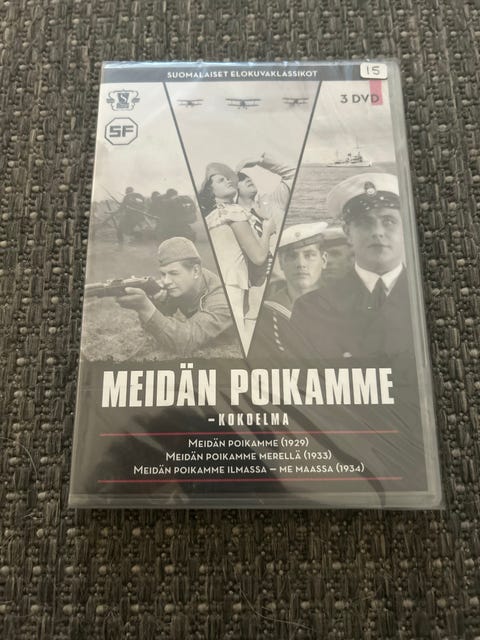 SUOMALAISET ELOKUVAKLASSIKOT
15
S
SF
3 DVD
MEIDÄN POIKAMME
–KOKOELMA
MEIDÄN POIKAMME (1929)
MEIDÄN POIKAMME MERELLÄ (1933)
MEIDÄN POIKAMME ILMASSA – ME MAASSA (1934)